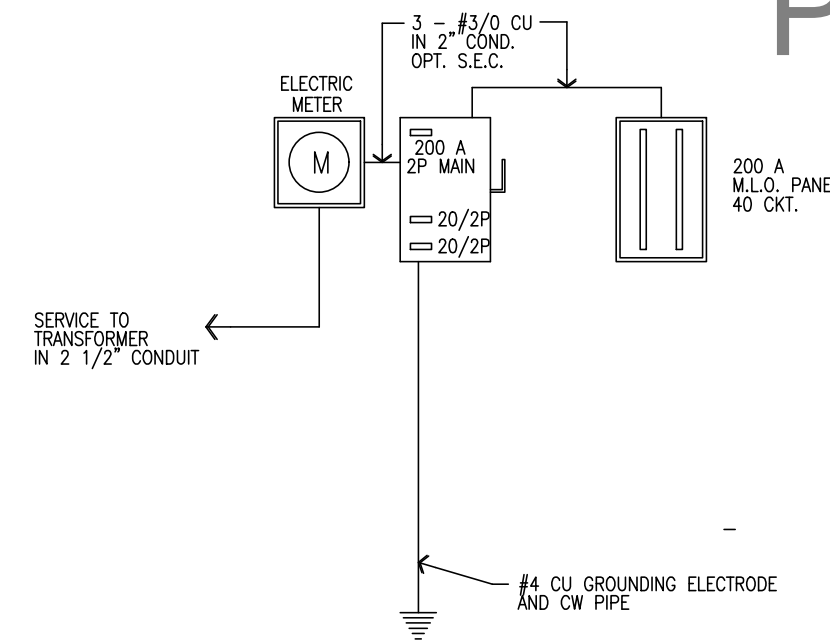 3 - #3/0 CU
IN 2" COND.
OPT. S.E.C.
ELECTRIC
METER
M
200 A
2P MAIN
20/2P
20/2P
200 A
M.L.O. PANE
40 CKT.
SERVICE TO
TRANSFORMER
IN 2 1/2" CONDUIT
#4 CU GROUNDING ELECTRODE
AND CW PIPE
P